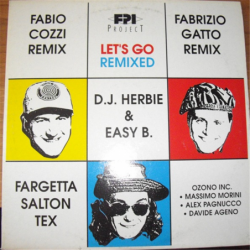 FABIO
COZZI
REMIX
FPI
PROJECT
LET'S GO
REMIXED
FABRIZIO
GATTO
REMIX
D.J. HERBIE
&
EASY B.
FARGETTA
SALTON
TEX
OZONO INC.
• MASSIMO MORINI
• ALEX PAGNUCCO
• DAVIDE AGENO